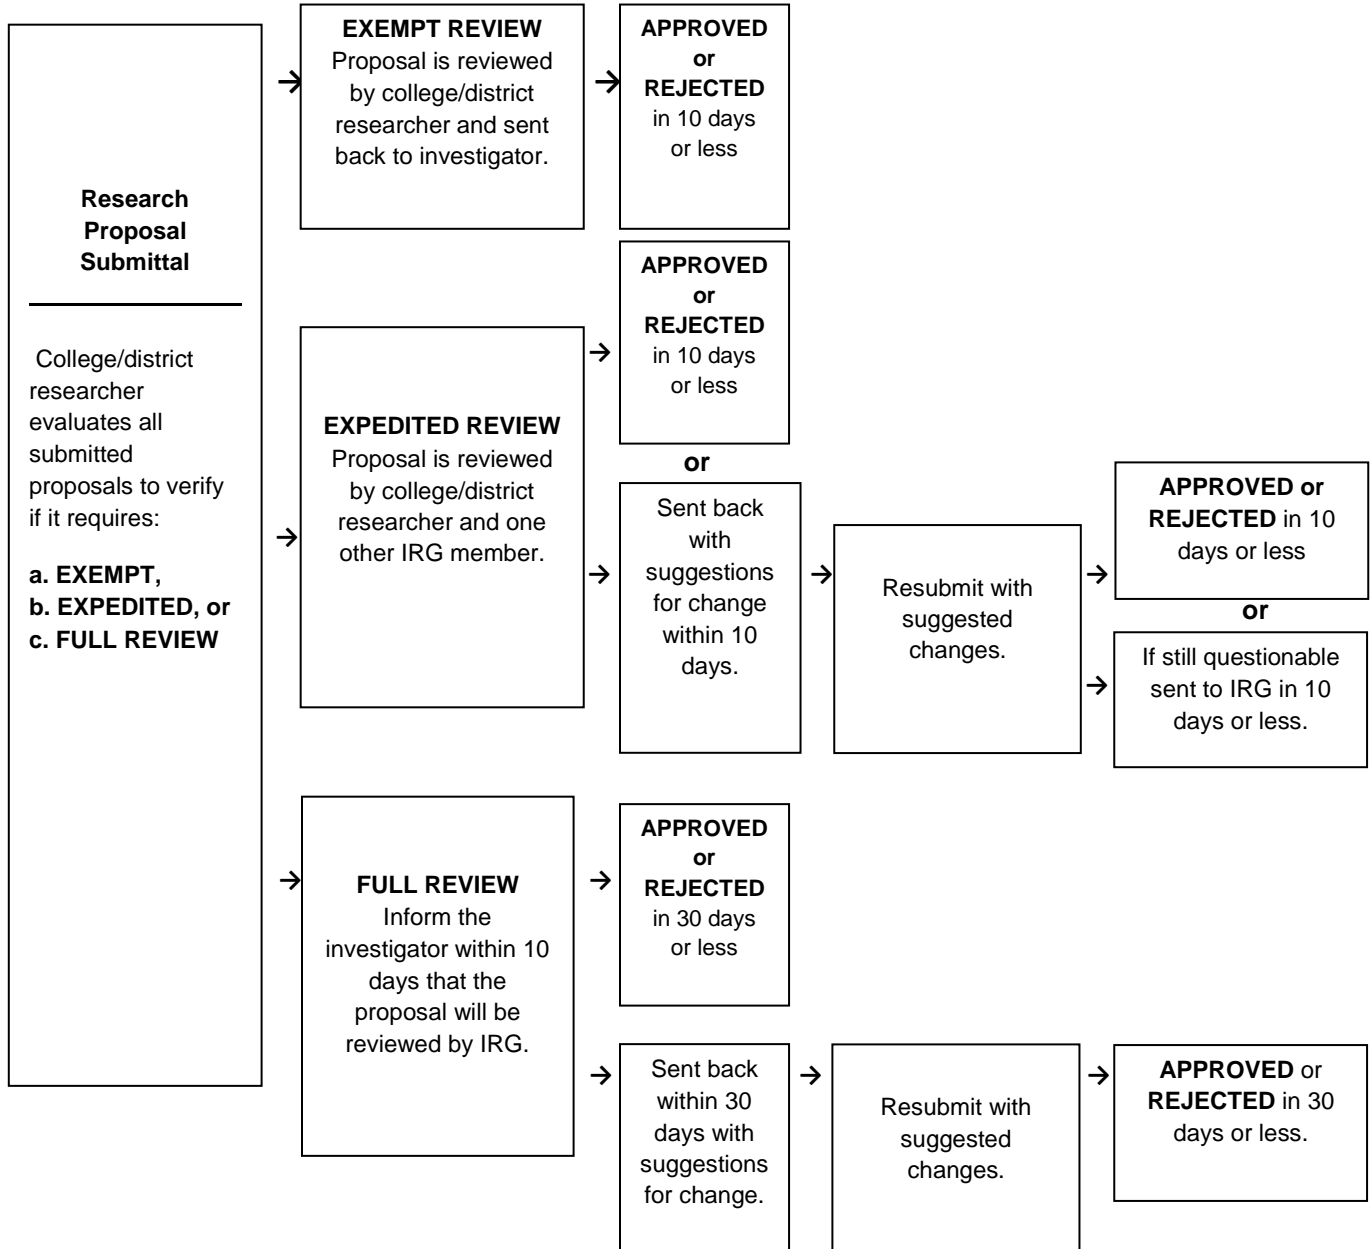 Research
Proposal
Submittal
College/district
researcher
evaluates all
submitted
proposals to verify
if it requires:
a. EXEMPT,
b. EXPEDITED, or
c. FULL REVIEW
→
EXEMPT REVIEW
Proposal is reviewed
by college/district
researcher and sent
back to investigator.
→
APPROVED
or
REJECTED
in 10 days
or less
→
EXPEDITED REVIEW
Proposal is reviewed
by college/district
researcher and one
other IRG member.
→
APPROVED
or
REJECTED
in 10 days
or less
or
→
Sent back
with
suggestions
for change
within 10
days.
→
Resubmit with
suggested
changes.
→
APPROVED or
REJECTED in 10
days or less
or
→
If still questionable
sent to IRG in 10
days or less.
→
FULL REVIEW
Inform the
investigator within 10
days that the
proposal will be
reviewed by IRG.
→
APPROVED
or
REJECTED
in 30 days
or less
→
Sent back
within 30
days with
suggestions
for change.
→
Resubmit with
suggested
changes.
→
APPROVED or
REJECTED in 30
days or less.